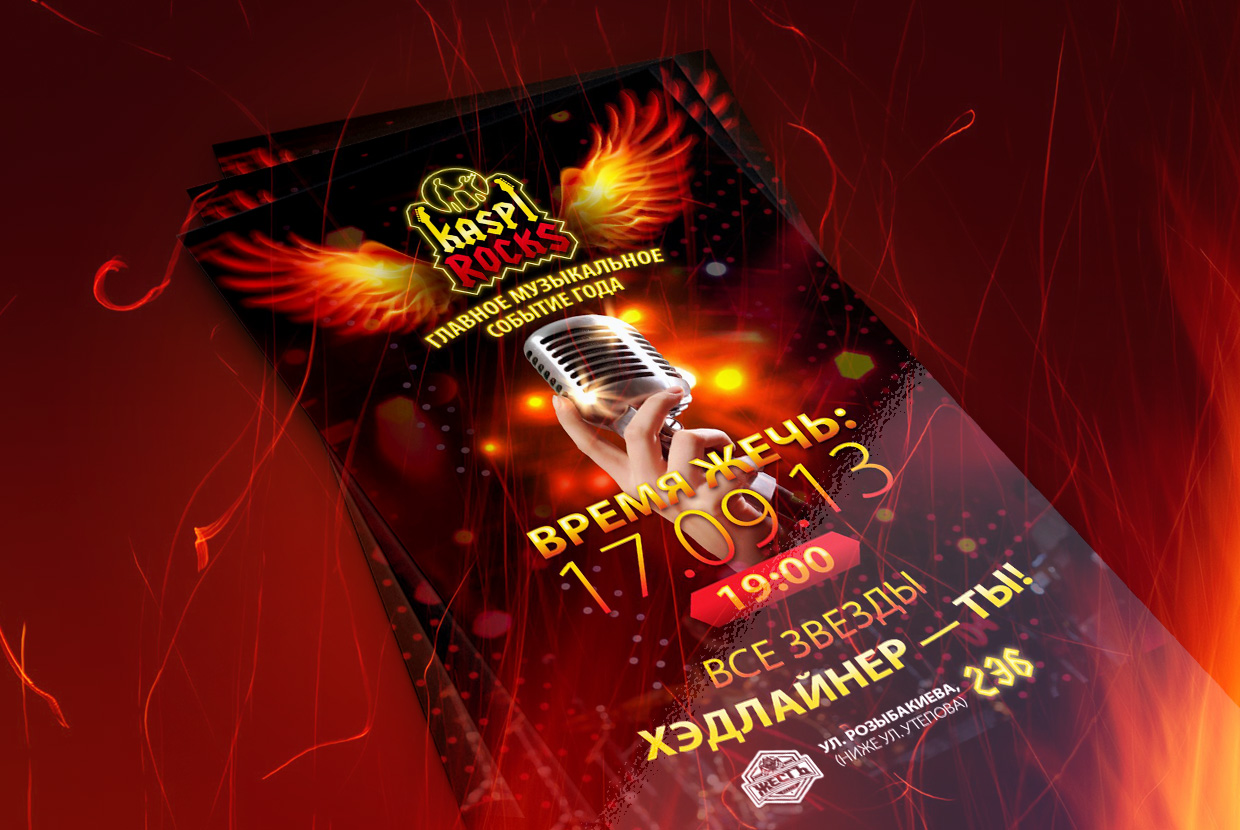 KASPI
ROCKS
ГЛАВНОЕ МУЗЫКАЛЬНОЕ
СОБЫТИЕ ГОДА
ВРЕМЯ ЖЕЧЬ:
17.09.13
19:00
ВСЕ ЗВЕЗДЫ
ХЭДЛАЙНЕР — ТЫ!
УЛ. РОЗЫБАКИЕВА,
(НИЖЕ УЛ. УТЕПОВА)
ЖЕСТЬ